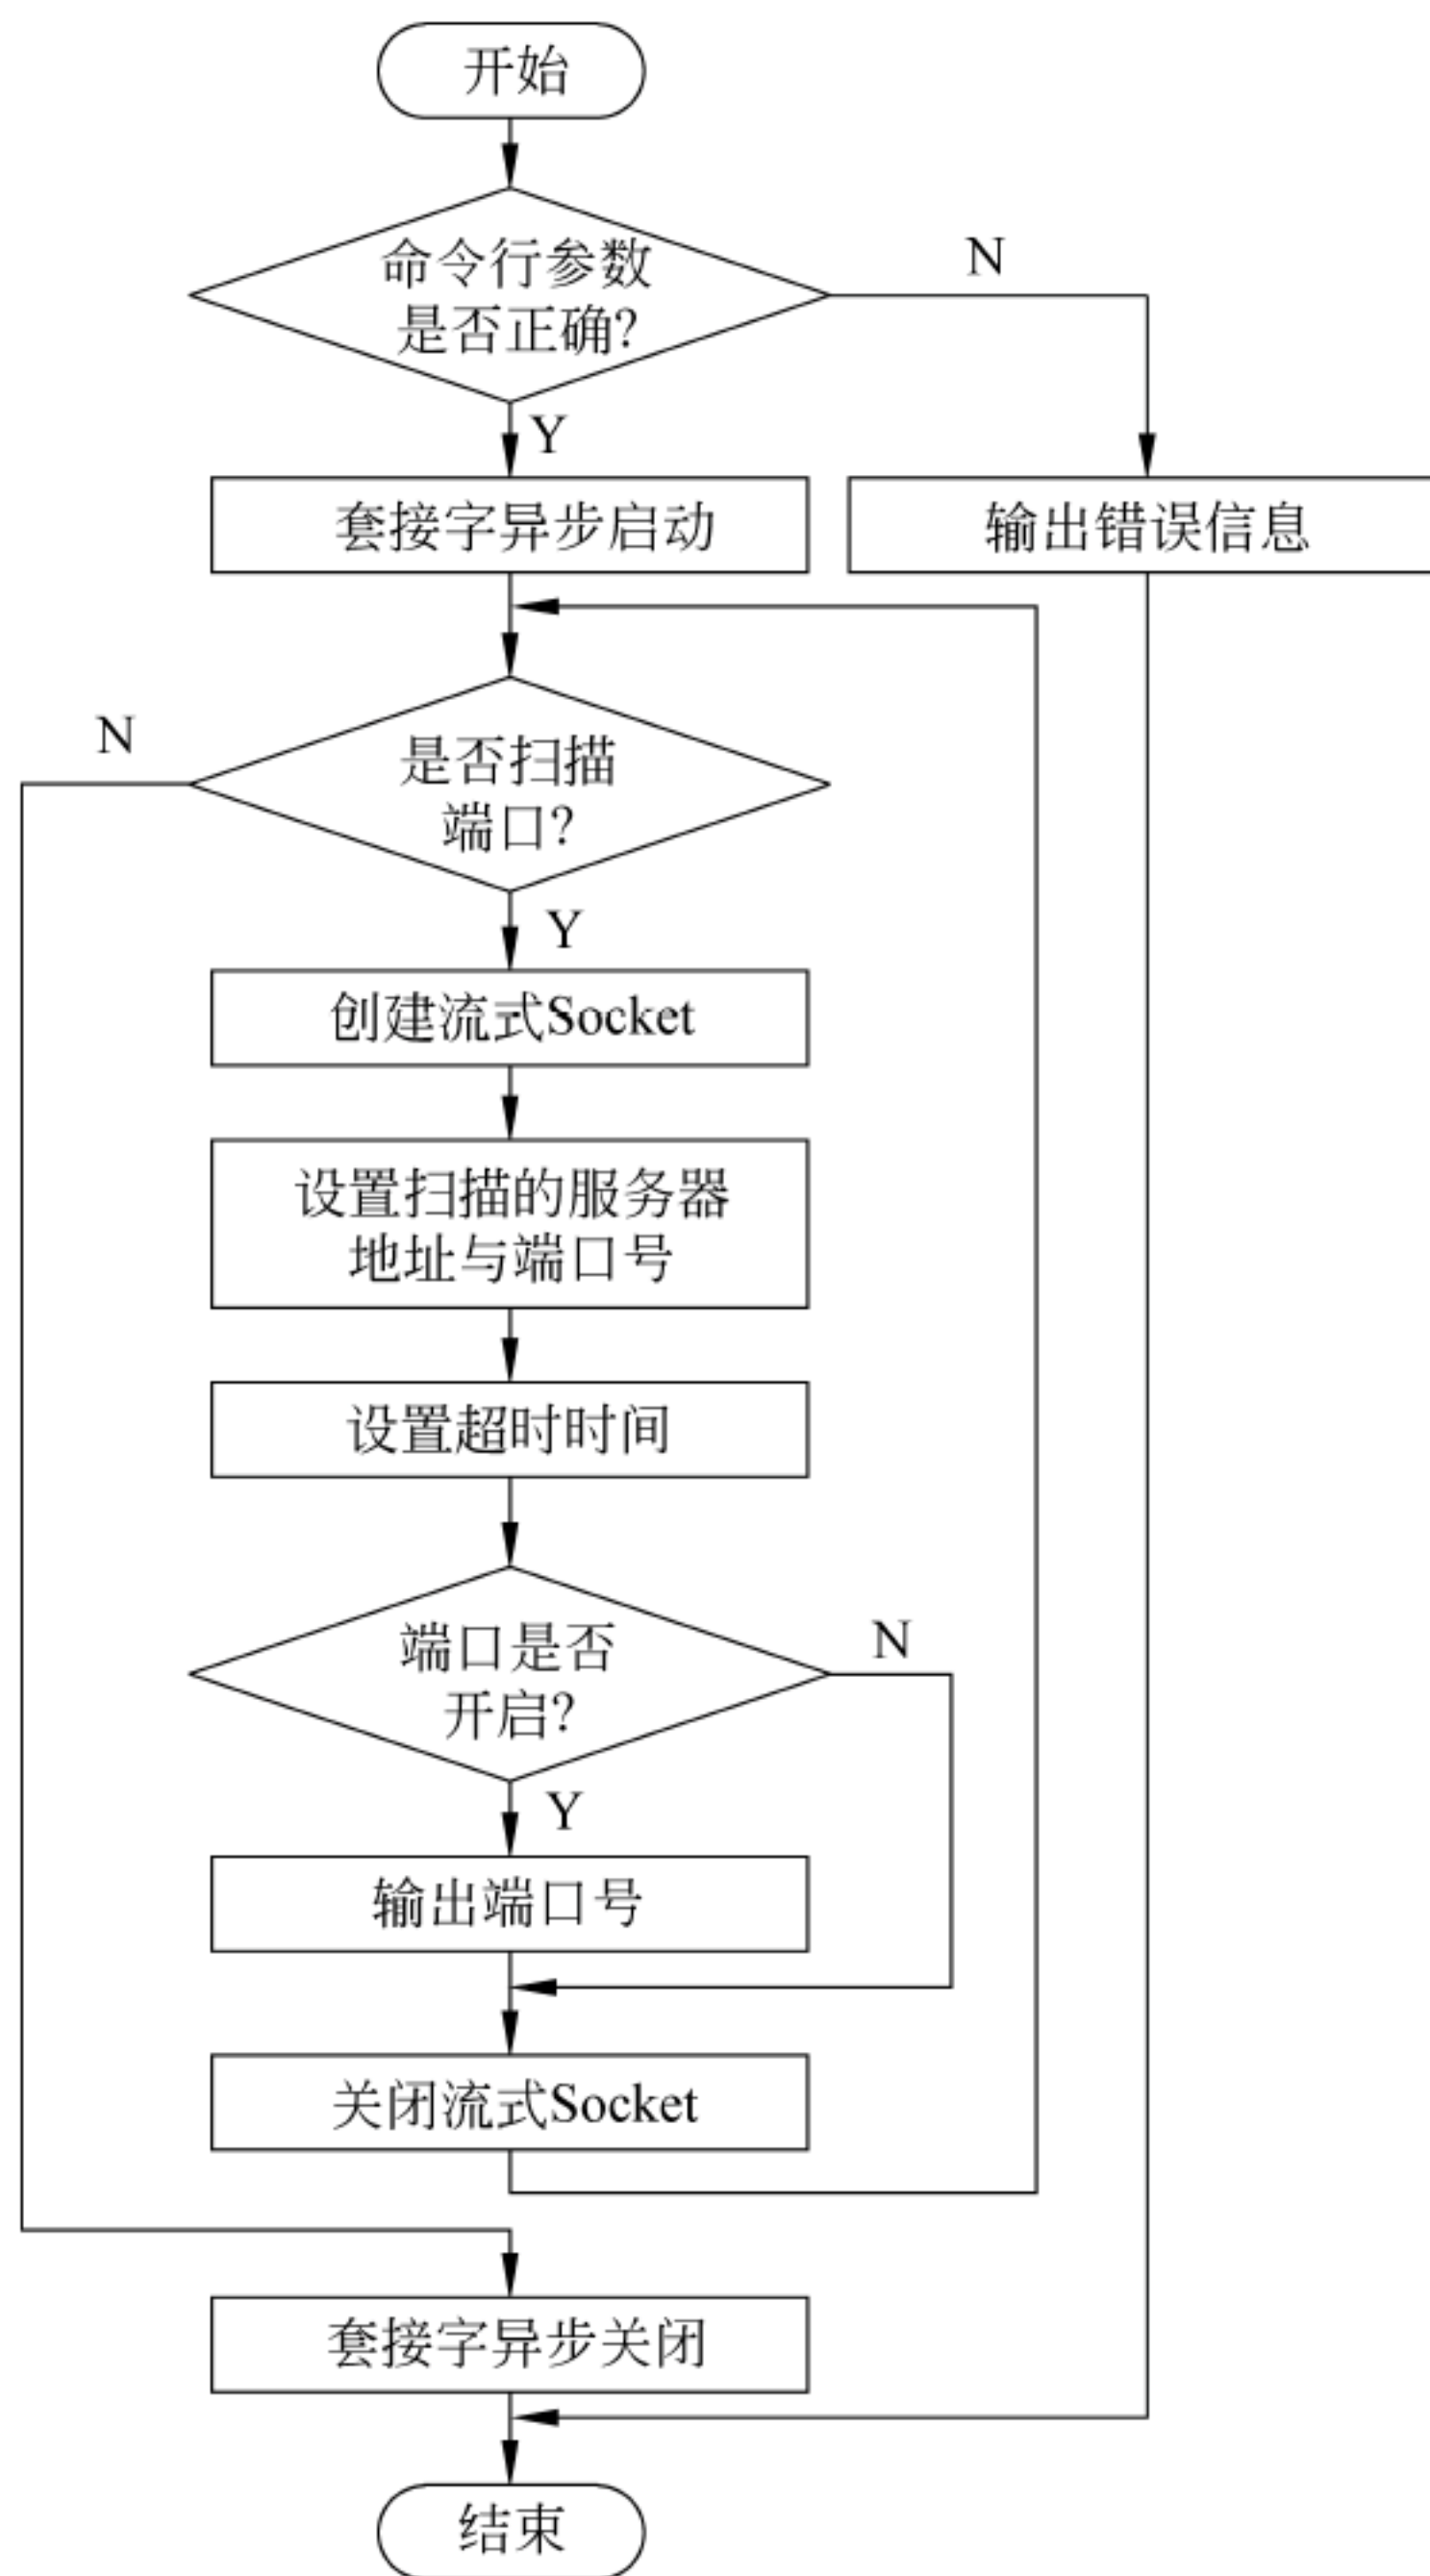 开始
命令行参数
是否正确?
N
Y
套接字异步启动
输出错误信息
N
是否扫描
端口?
Y
创建流式Socket
设置扫描的服务器
地址与端口号
设置超时时间
端口是否
开启?
N
Y
输出端口号
关闭流式Socket
套接字异步关闭
结束